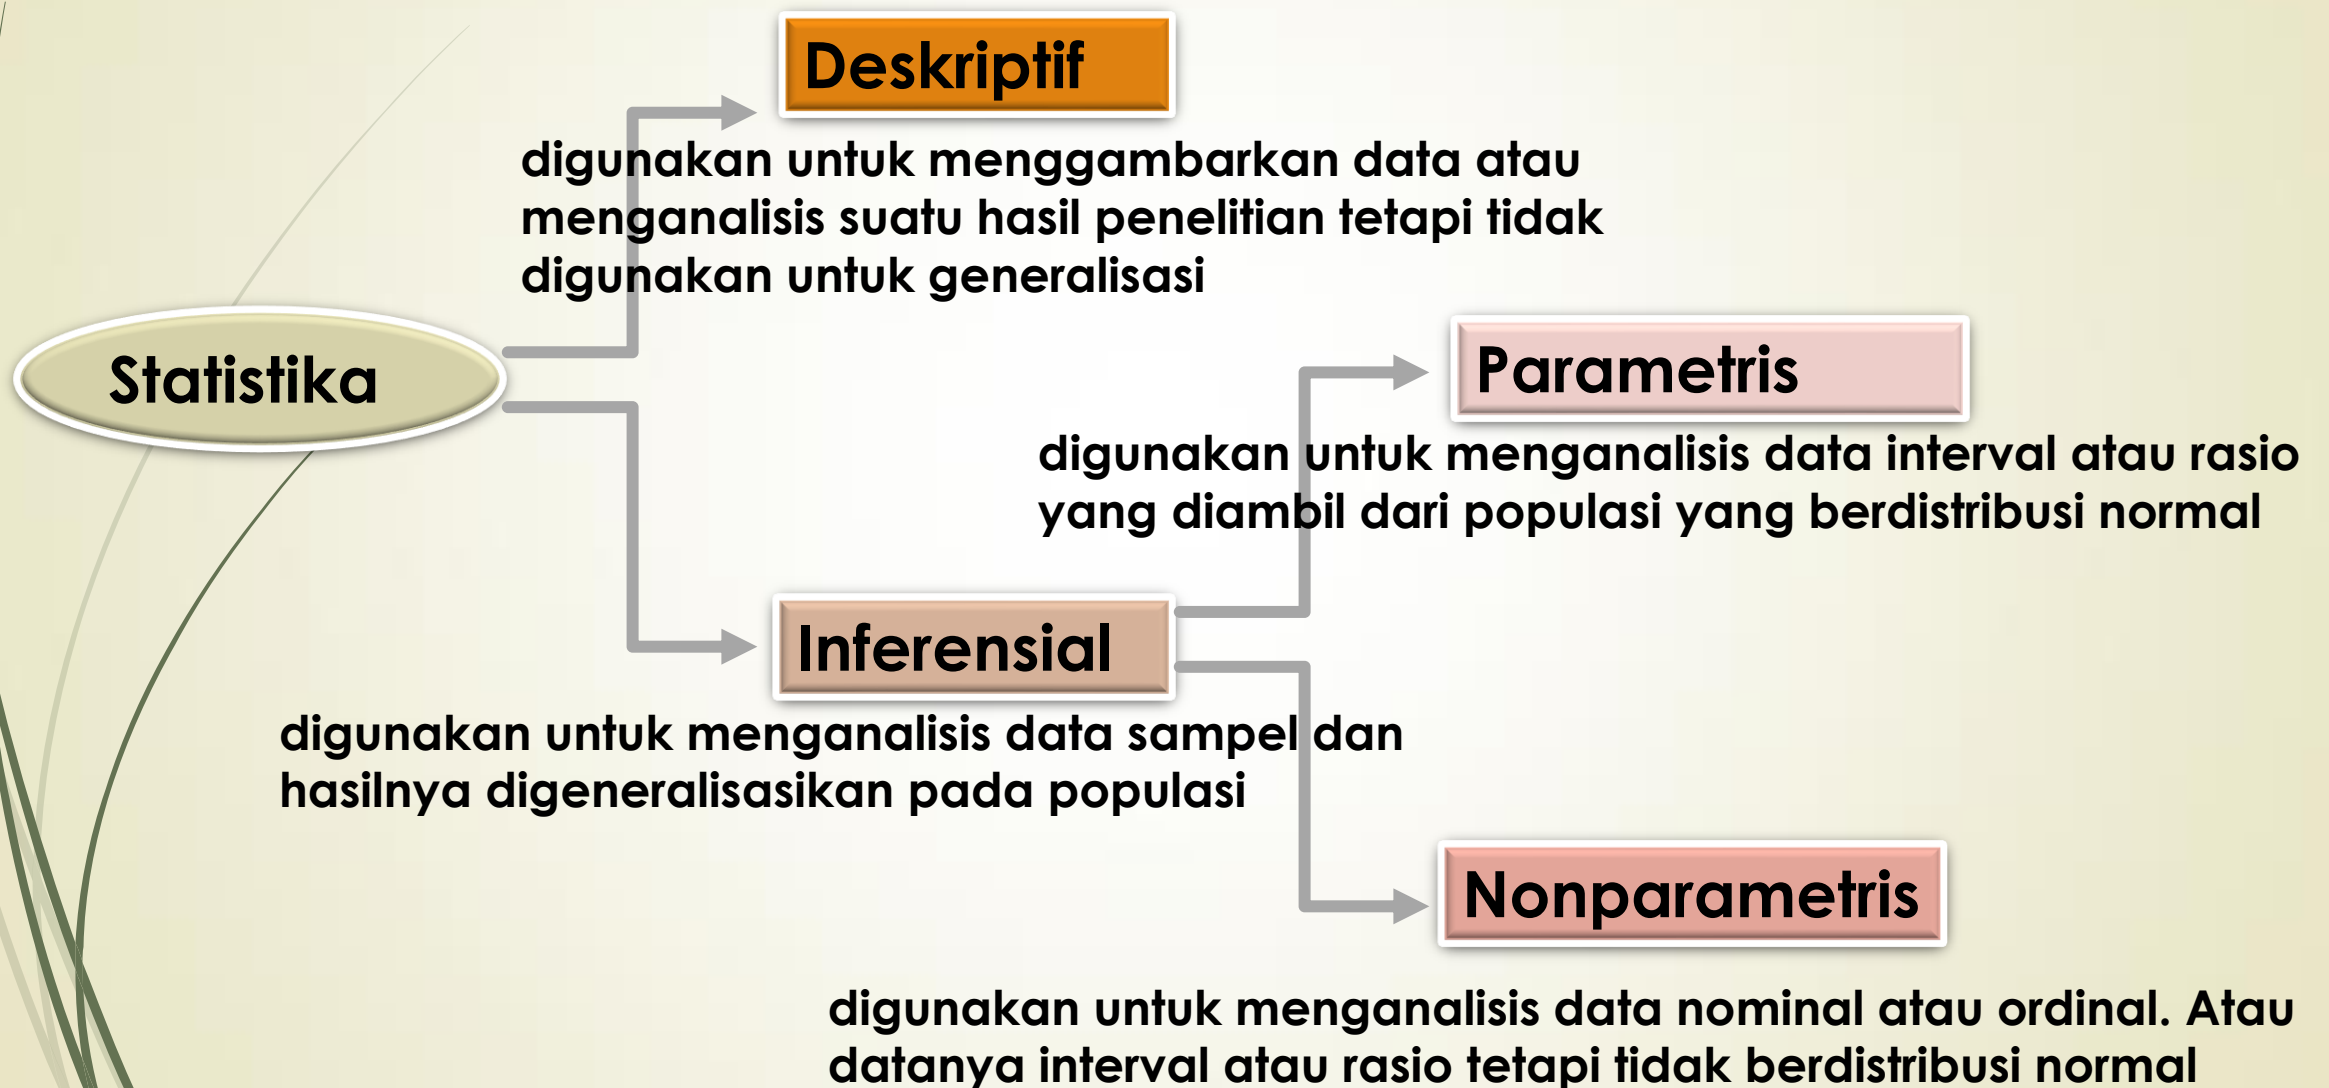 Deskriptif
digunakan untuk menggambarkan data atau
menganalisis suatu hasil penelitian tetapi tidak
digunakan untuk generalisasi
Statistika
Parametris
digunakan untuk menganalisis data interval atau rasio
yang diambil dari populasi yang berdistribusi normal
Inferensial
digunakan untuk menganalisis data sampel dan
hasilnya digeneralisasikan pada populasi
Nonparametris
digunakan untuk menganalisis data nominal atau ordinal. Atau
datanya interval atau rasio tetapi tidak berdistribusi normal